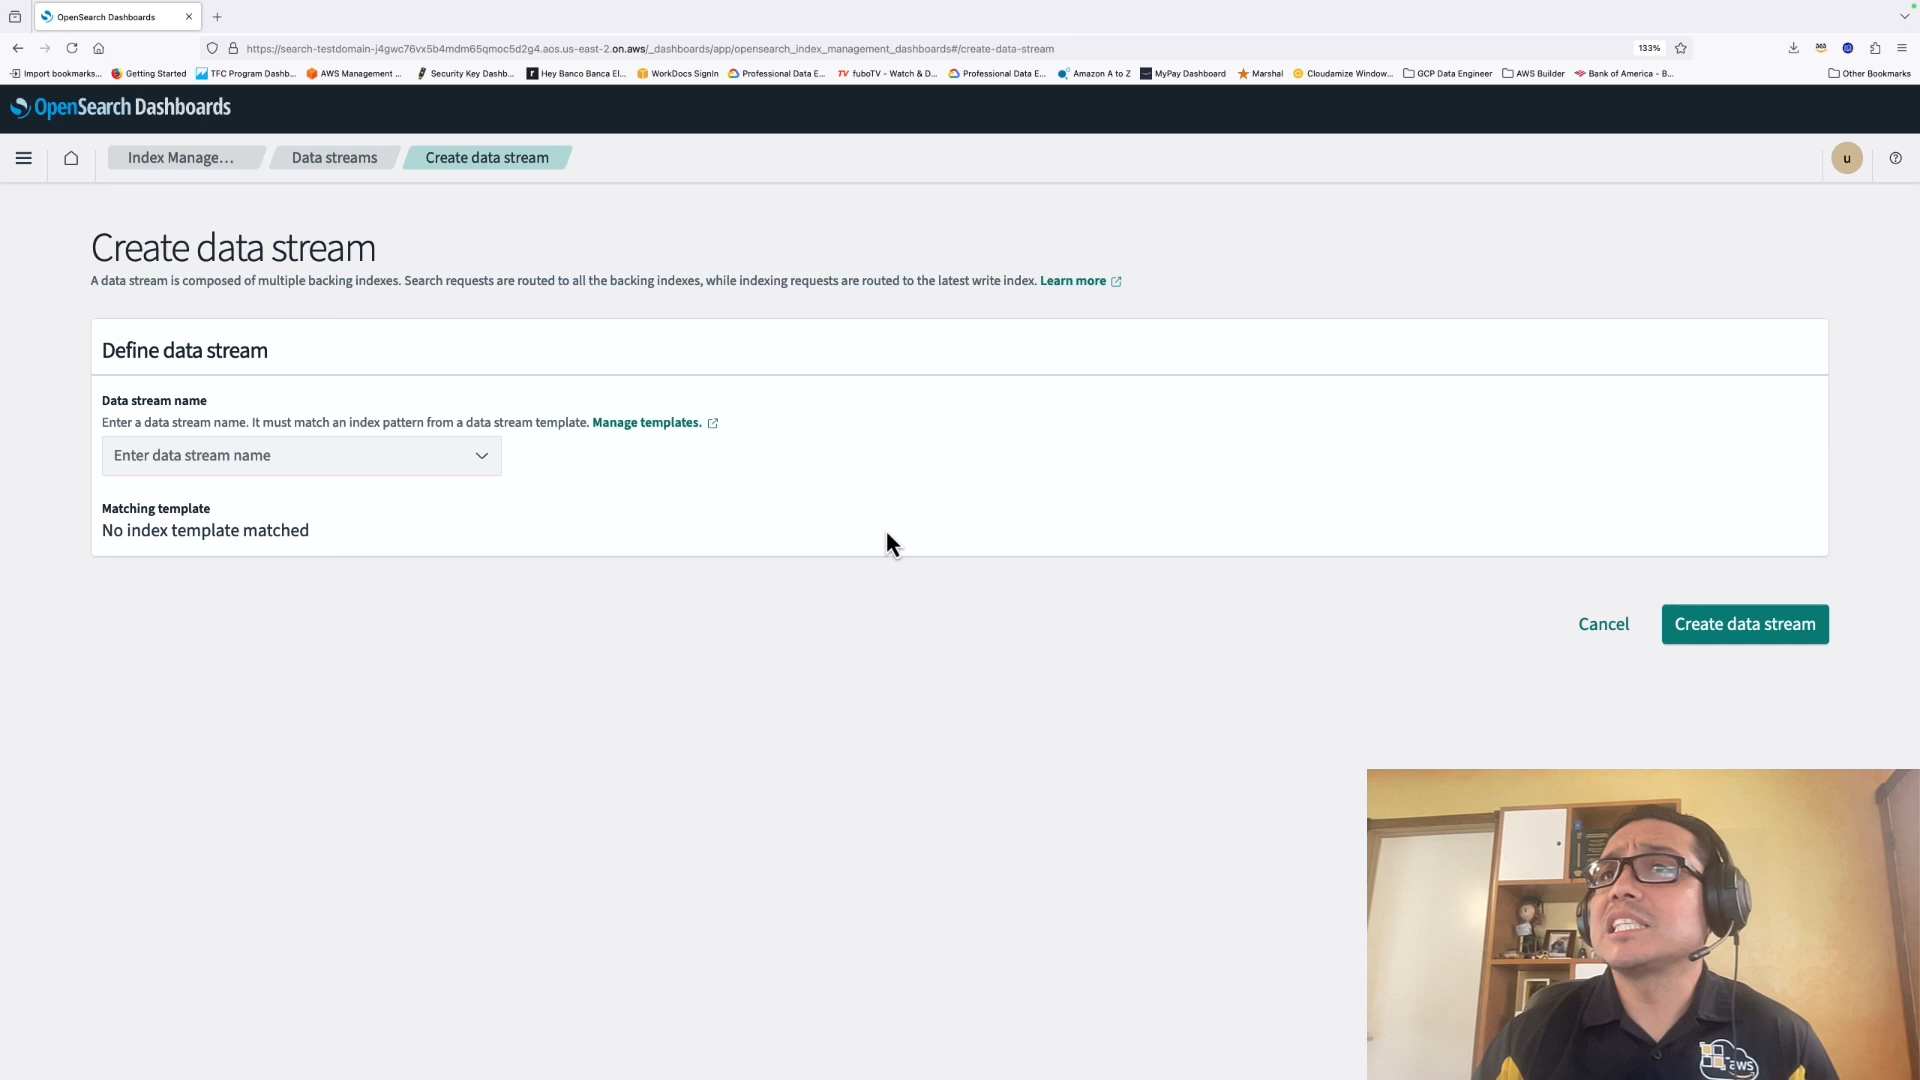 OpenSearch Dashboards
https://search-testdomain-j4gwc76vx5b4mdm65qmoc5d2g4.aos.us-east-2.on.aws/_dashboards/app/opensearch_index_management_dashboards#/create-data-stream
133%
Import bookmarks... Getting Started TFC Program Dashb... AWS Management ... Security Key Dashb... Hey Banco Banca El... WorkDocs SignIn Professional Data E... fuboTV - Watch & D... Professional Data E... Amazon A to Z MyPay Dashboard Marshal Cloudamize Window... GCP Data Engineer AWS Builder Bank of America - B... Other Bookmarks
OpenSearch Dashboards
Index Manage... Data streams Create data stream u
Create data stream
A data stream is composed of multiple backing indexes. Search requests are routed to all the backing indexes, while indexing requests are routed to the latest write index. Learn more
Define data stream
Data stream name
Enter a data stream name. It must match an index pattern from a data stream template. Manage templates.
Enter data stream name
Matching template
No index template matched
Cancel Create data stream
aws